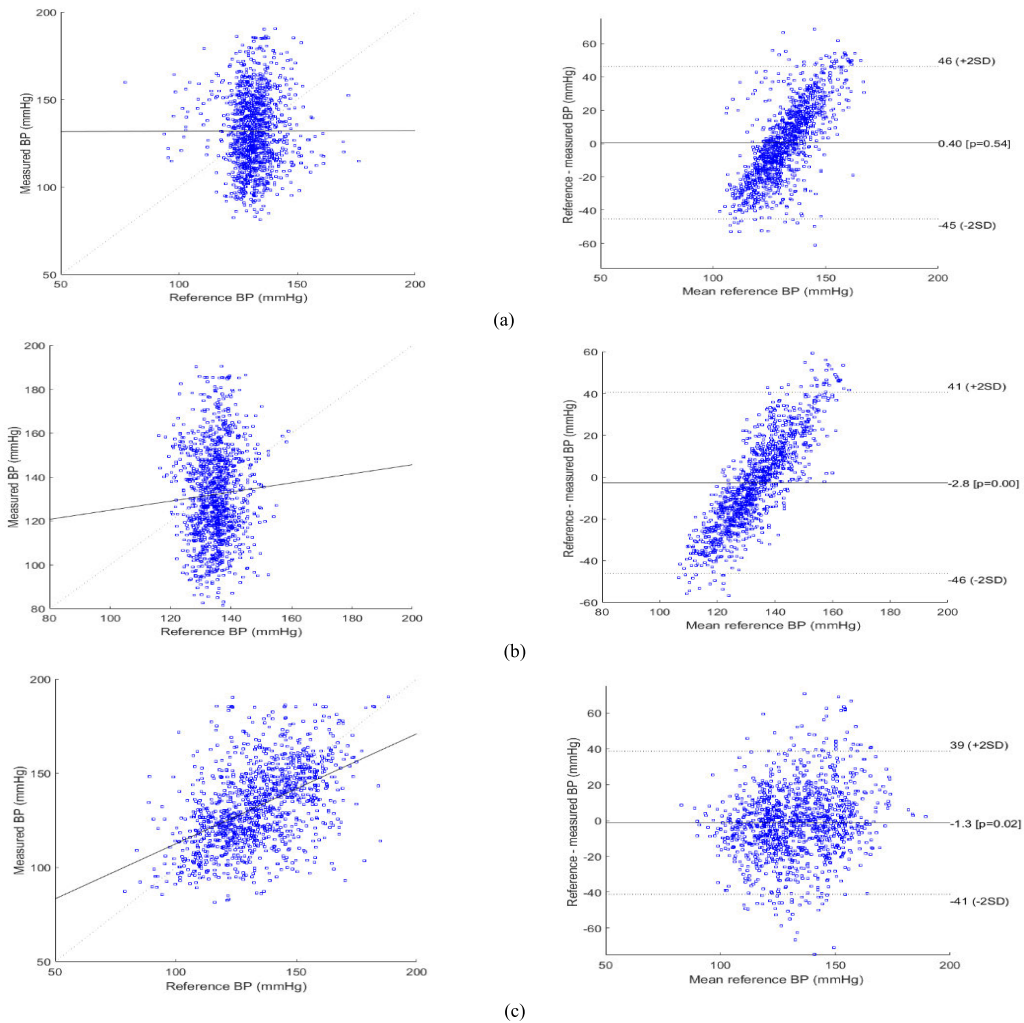 200
150
100
50
Measured BP (mmHg)
50
100
150
200
Reference BP (mmHg)
60
40
20
0
-20
-40
-60
Reference - measured BP (mmHg)
46 (+2SD)
0.40 [p=0.54]
-45 (-2SD)
50
100
150
200
Mean reference BP (mmHg)
(a)
200
180
160
140
120
100
80
Measured BP (mmHg)
80
100
120
140
160
180
200
Reference BP (mmHg)
60
40
20
0
-20
-40
-60
Reference - measured BP (mmHg)
41 (+2SD)
-2.8 [p=0.00]
-46 (-2SD)
80
100
120
140
160
180
200
Mean reference BP (mmHg)
(b)
200
150
100
50
Measured BP (mmHg)
50
100
150
200
Reference BP (mmHg)
60
40
20
0
-20
-40
-60
Reference - measured BP (mmHg)
39 (+2SD)
-1.3 [p=0.02]
-41 (-2SD)
50
100
150
200
Mean reference BP (mmHg)
(c)